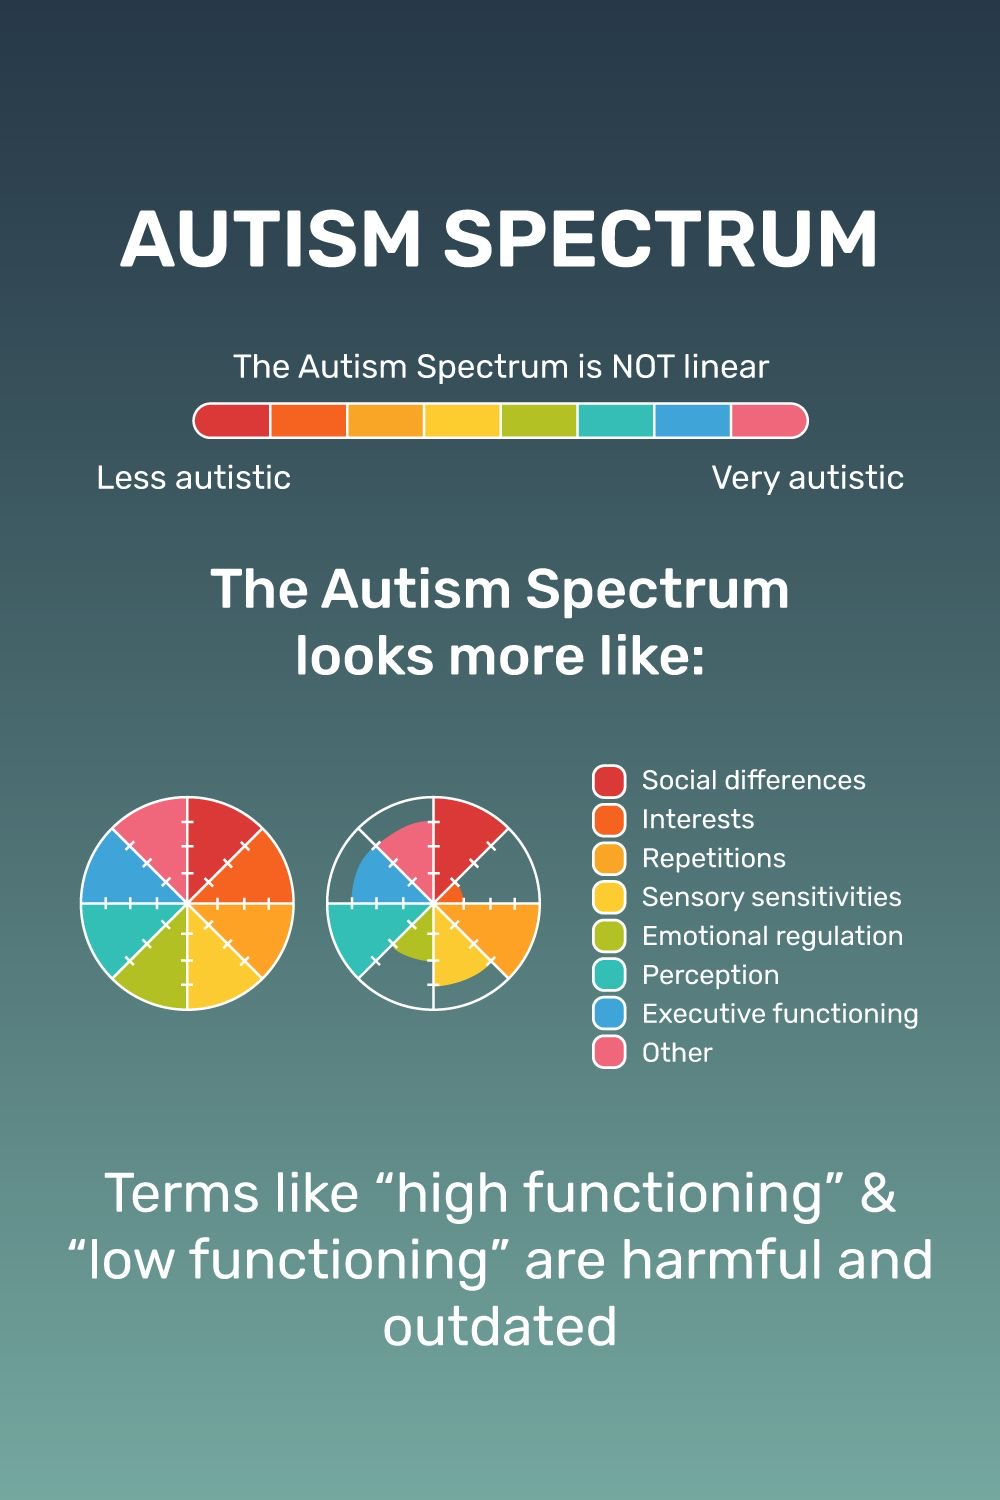 AUTISM SPECTRUM
The Autism Spectrum is NOT linear
Less autistic
Very autistic
The Autism Spectrum
looks more like:
Social differences
Interests
Repetitions
Sensory sensitivities
Emotional regulation
Perception
Executive functioning
Other
Terms like “high functioning” &
“low functioning” are harmful and
outdated